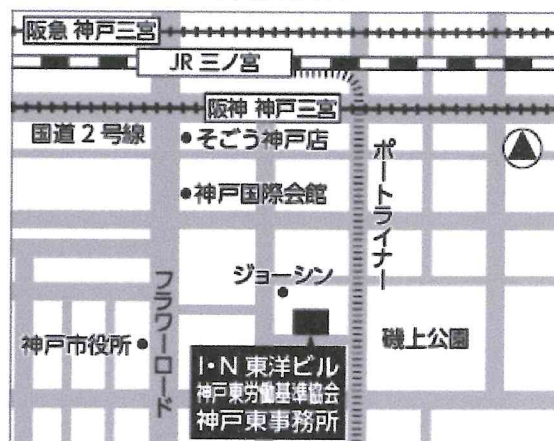 阪急 神戸三宮
JR 三ノ宮
阪神 神戸三宮
国道2号線
そごう神戸店
ポートライナー
神戸国際会館
ジョーシン
フラワーロード
神戸市役所
磯上公園
I・N 東洋ビル
神戸東労働基準協会
神戸東事務所